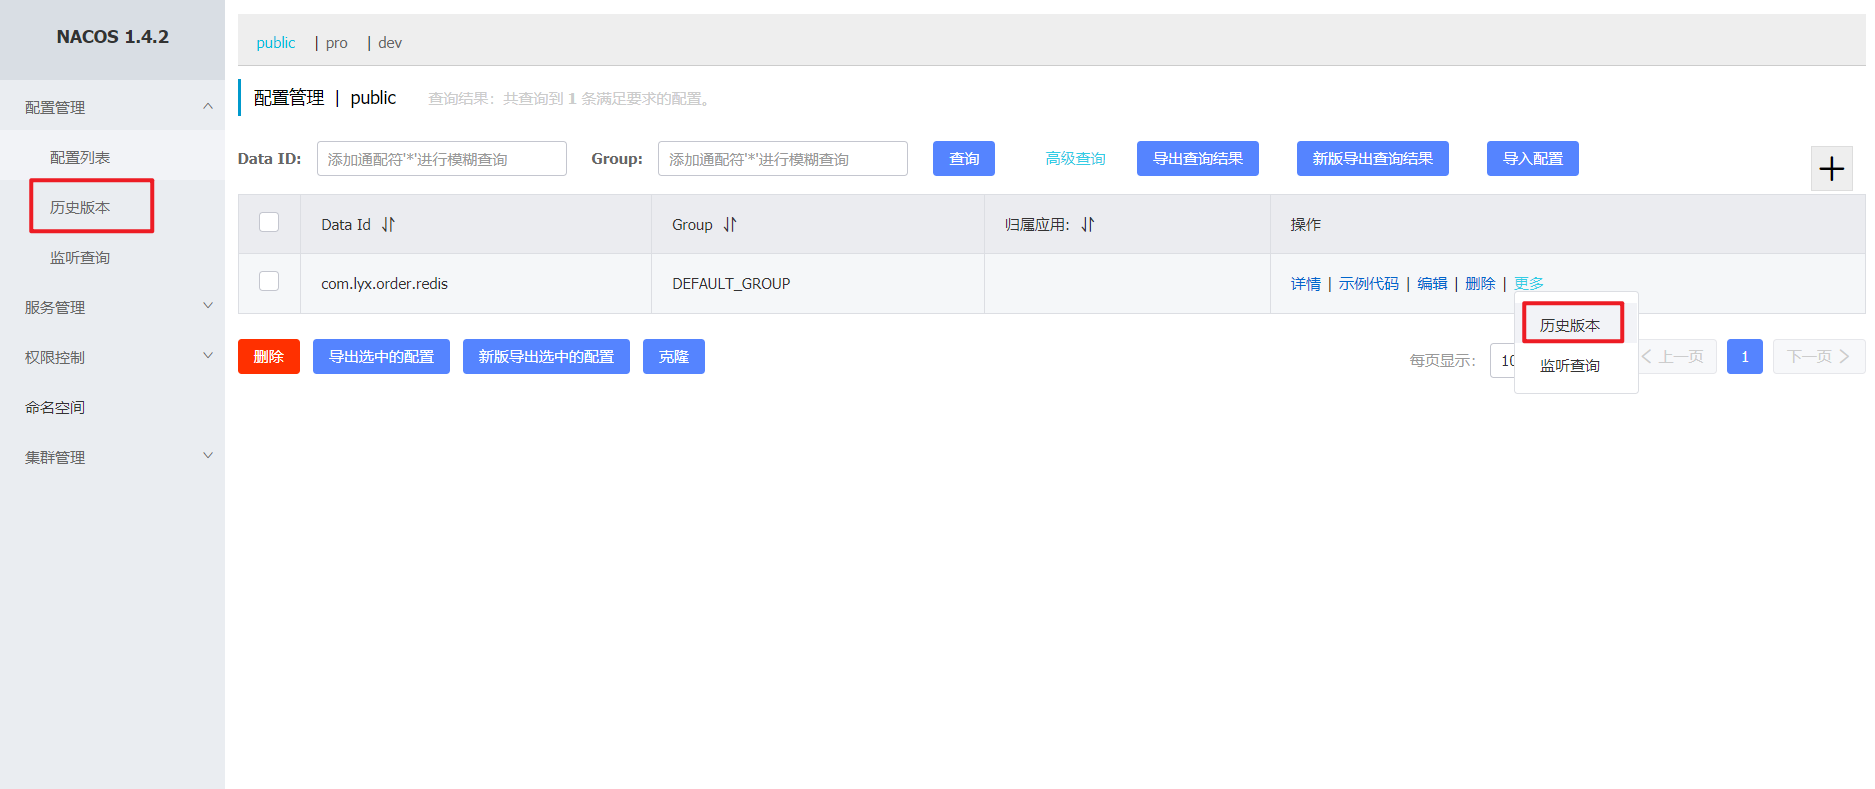 NACOS 1.4.2
配置管理
配置列表
历史版本
监听查询
服务管理
权限控制
命名空间
集群管理
public | pro | dev
配置管理 | public 查询结果：共查询到 1 条满足要求的配置。
Data ID: 添加通配符'*'进行模糊查询 Group: 添加通配符'*'进行模糊查询 查询 高级查询 导出查询结果 新版导出查询结果 导入配置
Data Id Group 归属应用: 操作
com.lyx.order.redis DEFAULT_GROUP 详情 | 示例代码 | 编辑 | 删除 | 更多
历史版本
监听查询
删除 导出选中的配置 新版导出选中的配置 克隆 每页显示: 10 上一页 1 下一页